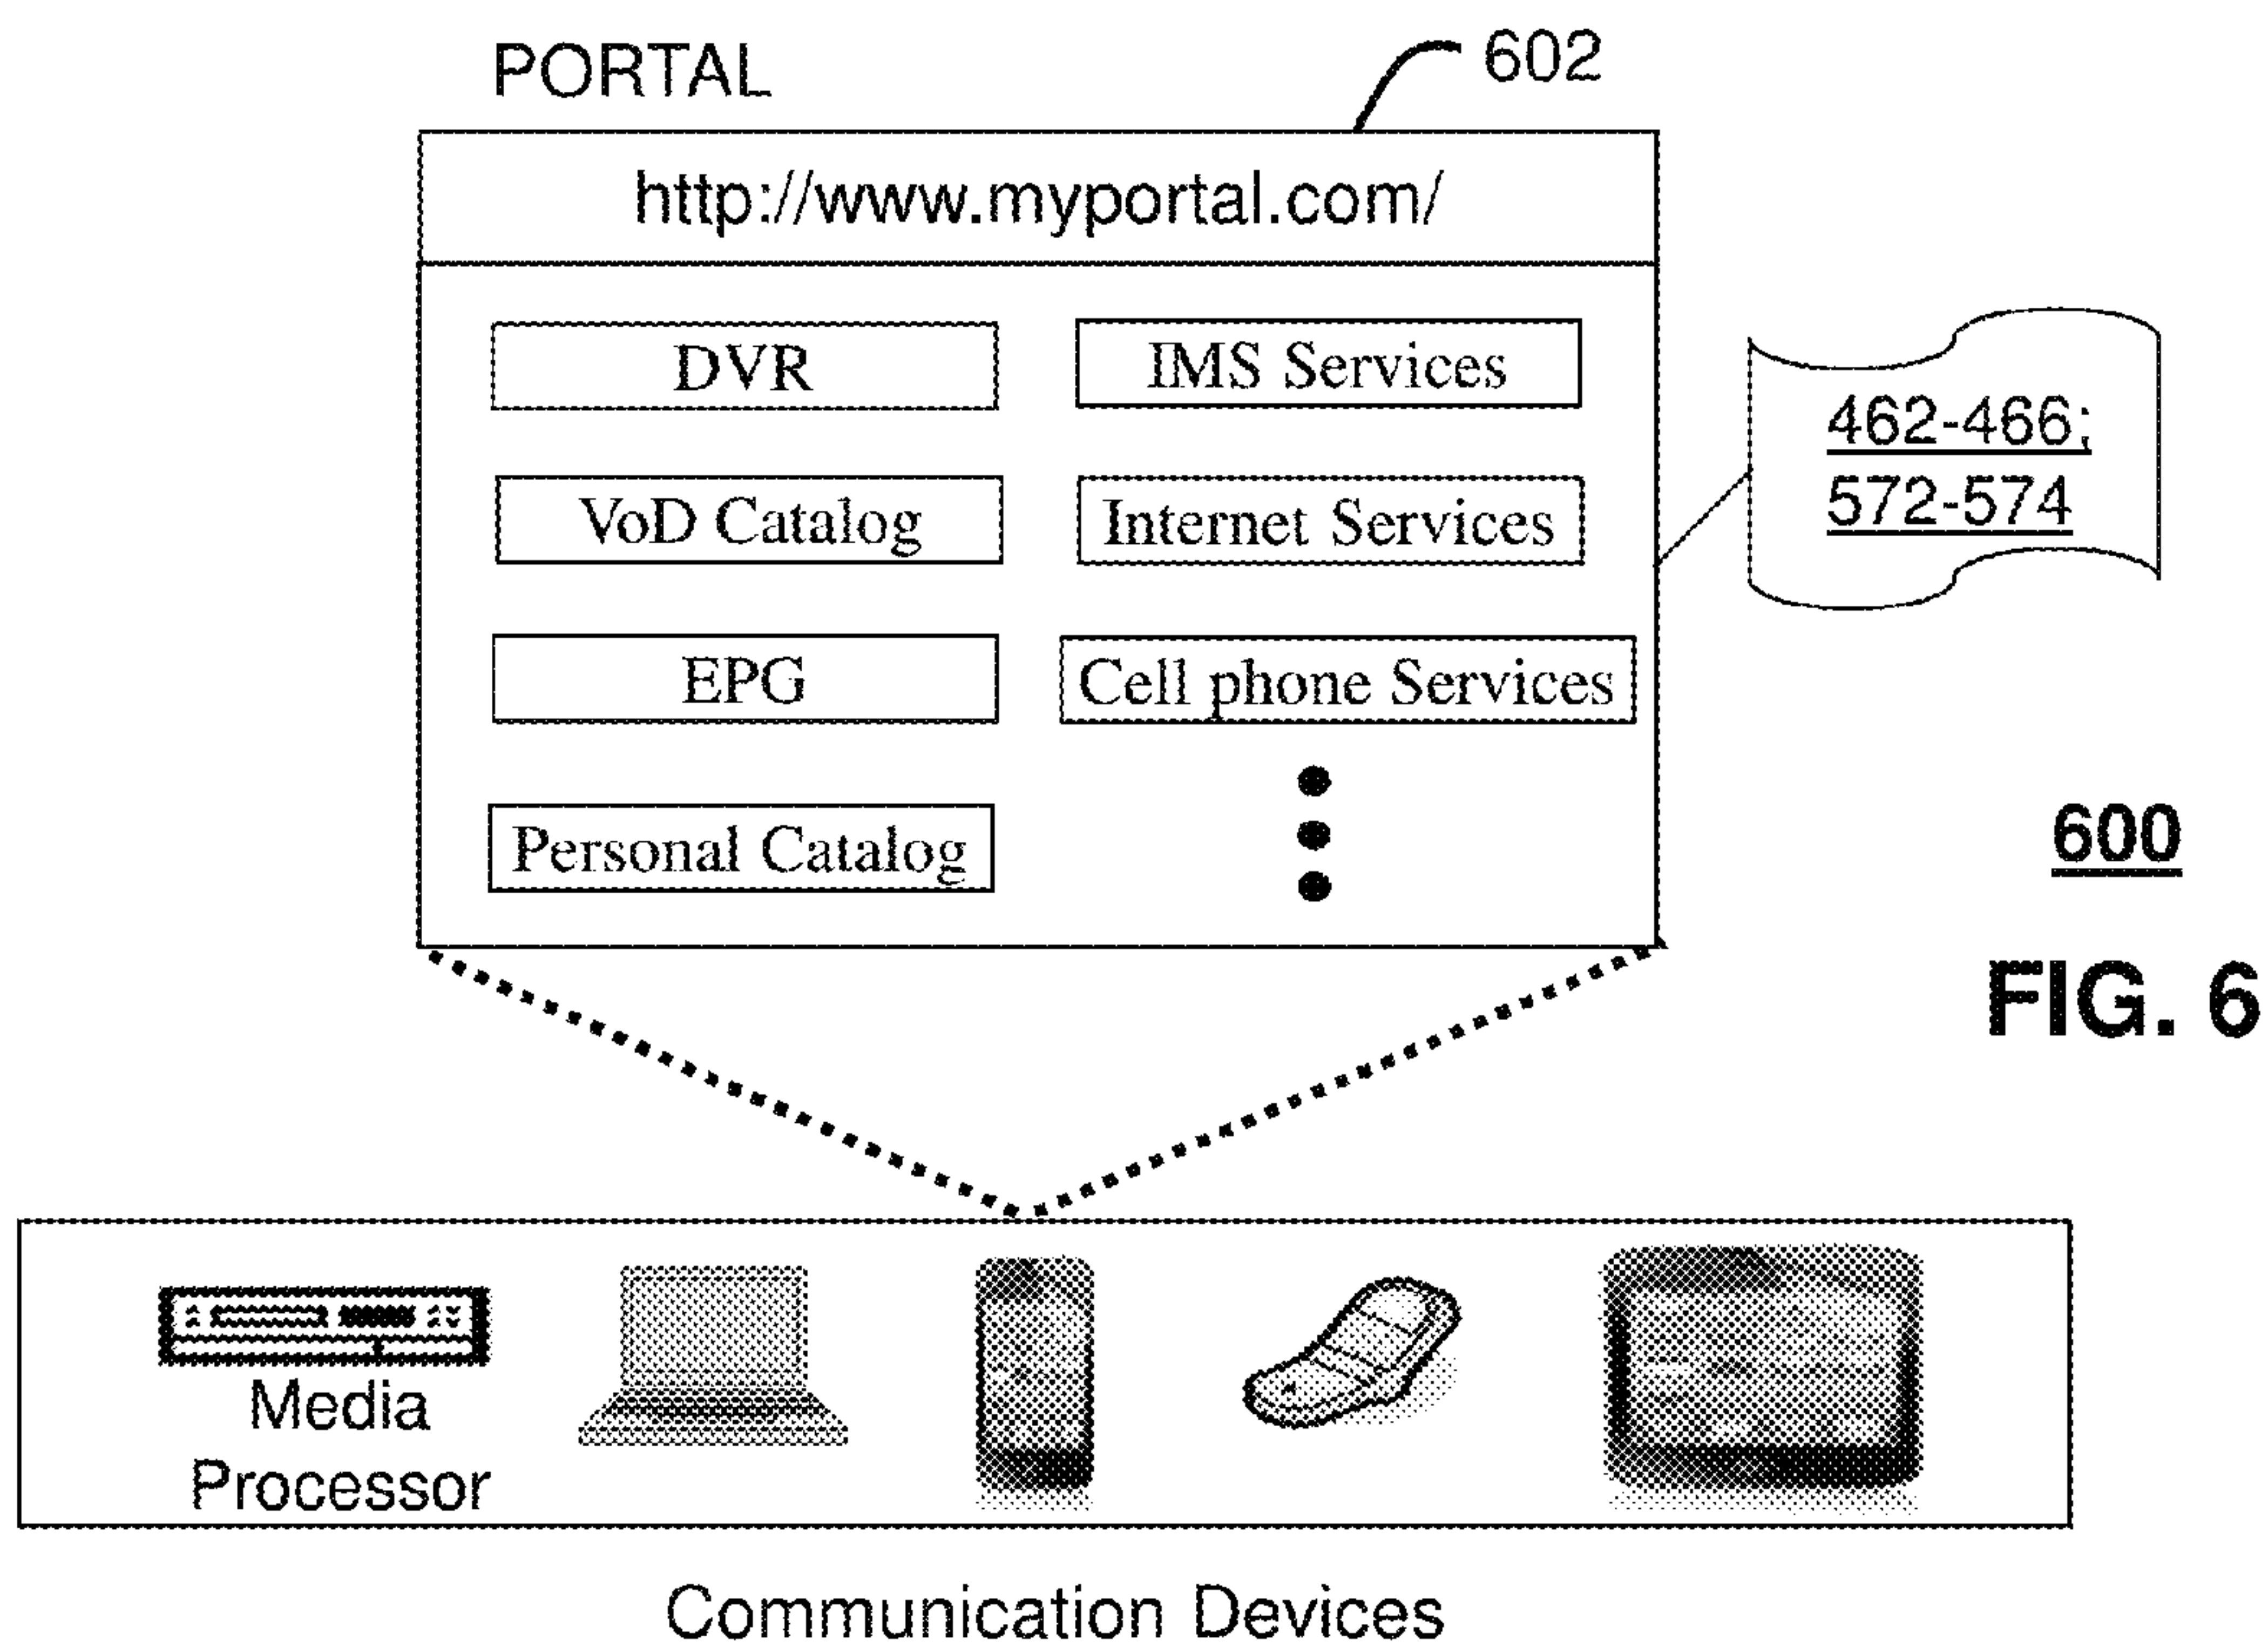 PORTAL
602
http://www.myportal.com/
DVR
IMS Services
462-466;
572-574
VoD Catalog
Internet Services
EPG
Cell phone Services
Personal Catalog
600
FIG. 6
Media
Processor
Communication Devices